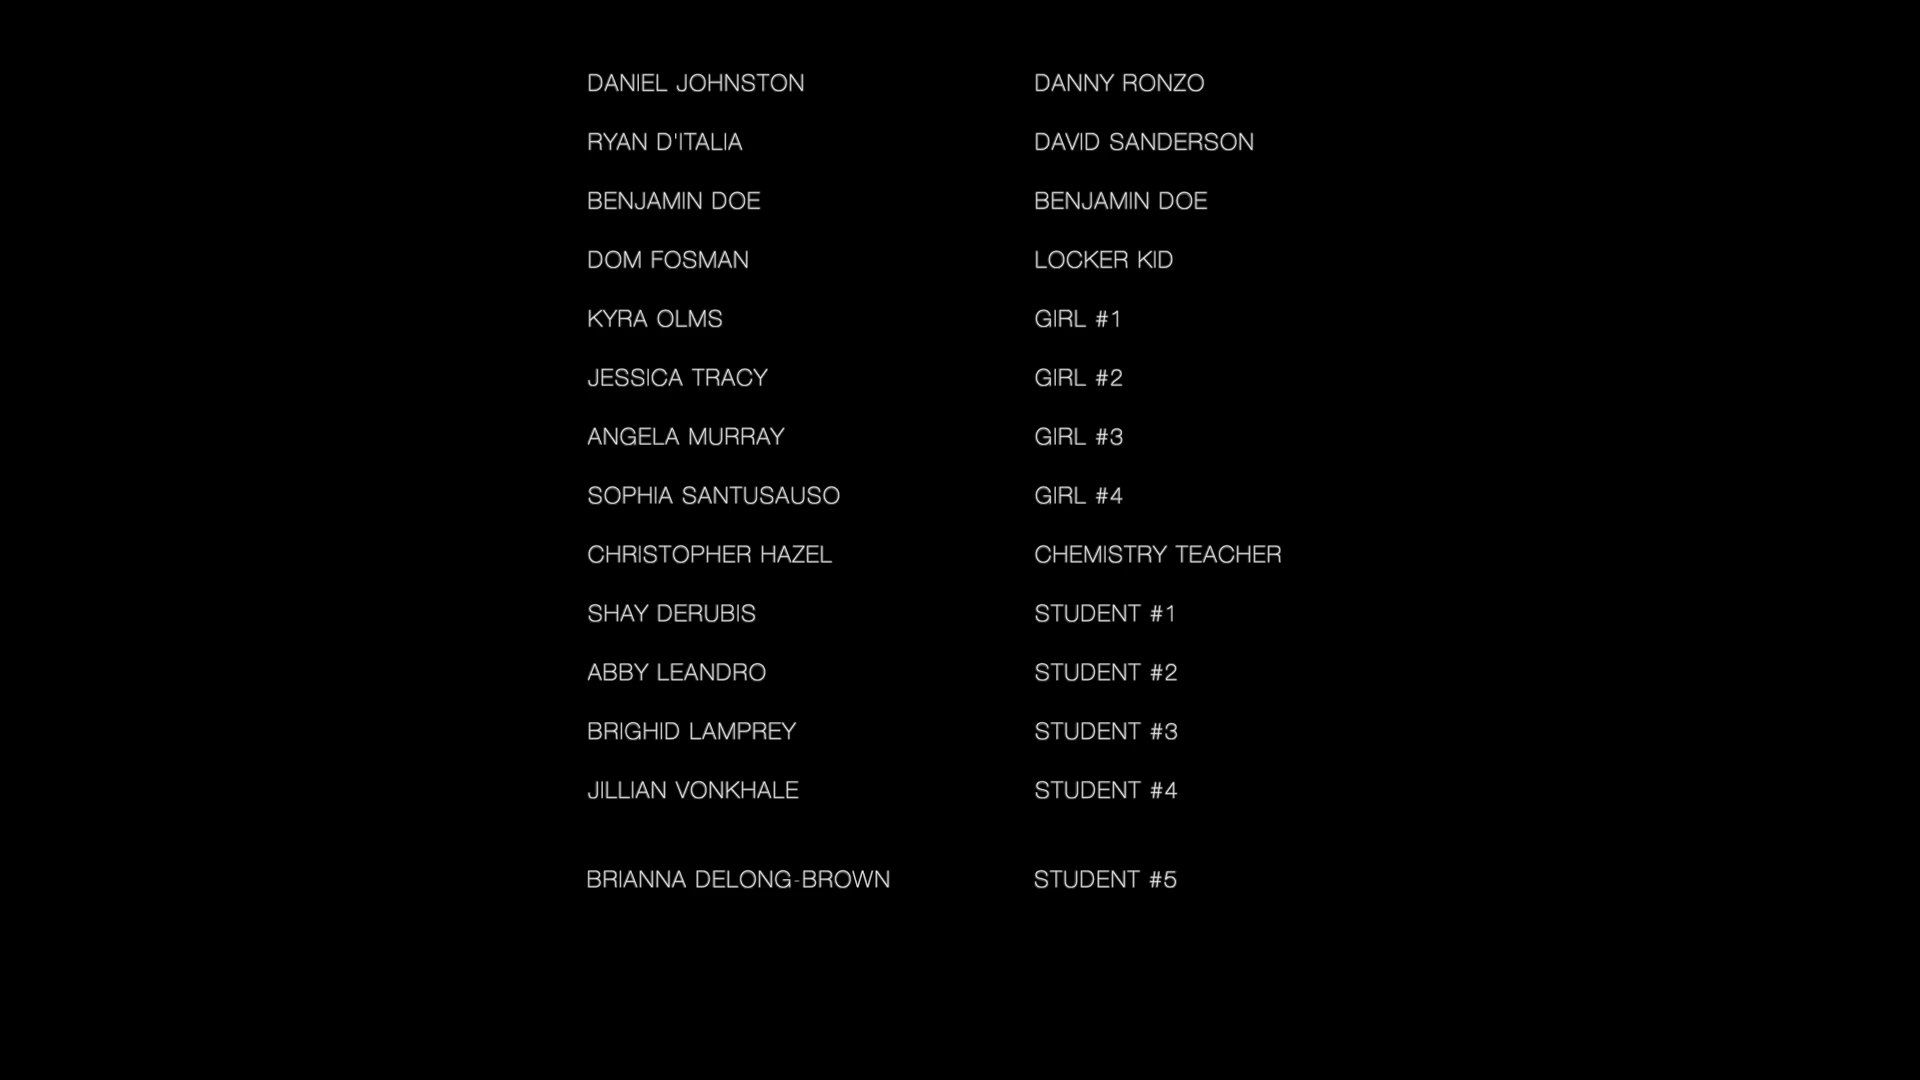 DANIEL JOHNSTON DANNY RONZO
RYAN D'ITALIA DAVID SANDERSON
BENJAMIN DOE BENJAMIN DOE
DOM FOSMAN LOCKER KID
KYRA OLMS GIRL #1
JESSICA TRACY GIRL #2
ANGELA MURRAY GIRL #3
SOPHIA SANTUSAUSO GIRL #4
CHRISTOPHER HAZEL CHEMISTRY TEACHER
SHAY DERUBIS STUDENT #1
ABBY LEANDRO STUDENT #2
BRIGHID LAMPREY STUDENT #3
JILLIAN VONKHALE STUDENT #4
BRIANNA DELONG-BROWN STUDENT #5